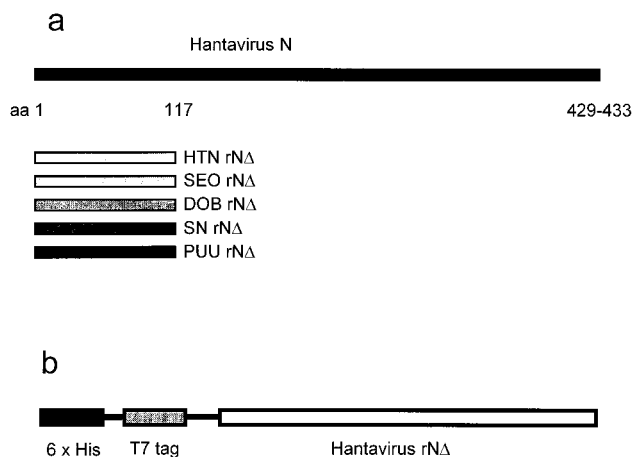 a
Hantavirus N
aa 1 117 429-433
HTN rNΔ
SEO rNΔ
DOB rNΔ
SN rNΔ
PUU rNΔ
b
6 x His T7 tag Hantavirus rNΔ